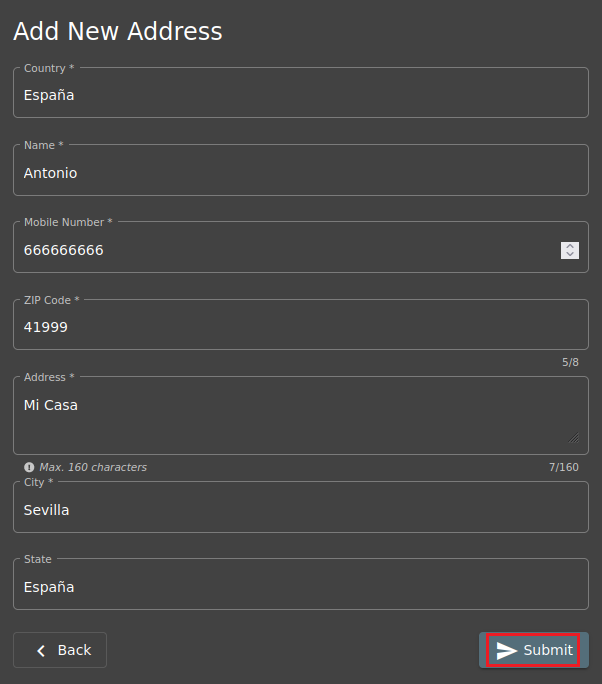 Add New Address
Country *
España
Name *
Antonio
Mobile Number *
666666666
ZIP Code *
41999
5/8
Address *
Mi Casa
Max. 160 characters 7/160
City *
Sevilla
State
España
Back Submit